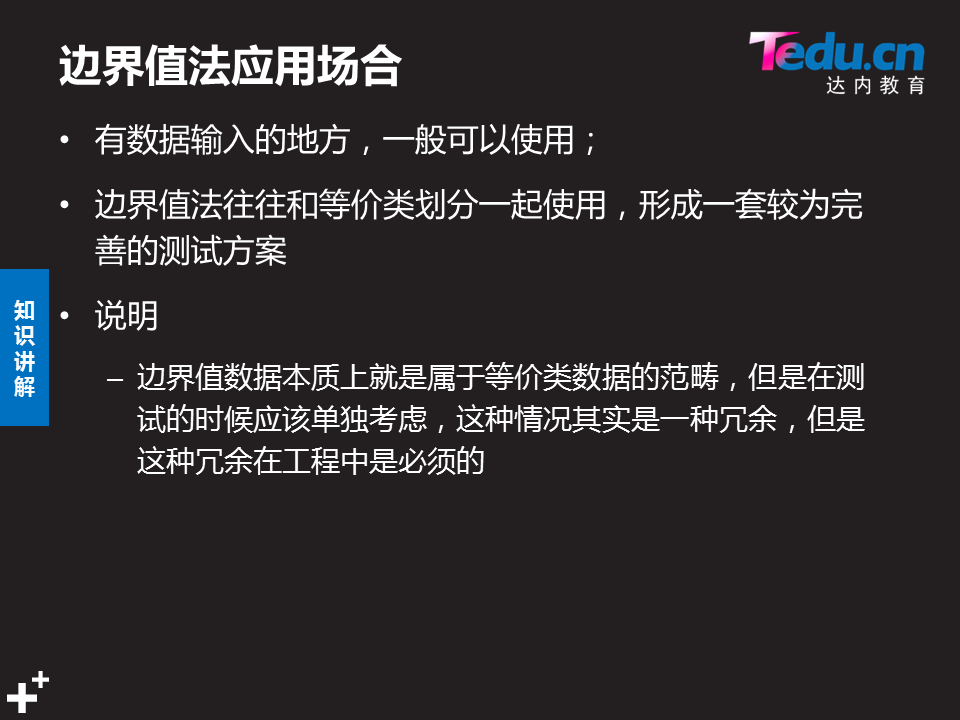 边界值法应用场合
Tedu.cn
达内教育
• 有数据输入的地方，一般可以使用；
• 边界值法往往和等价类划分一起使用，形成一套较为完
善的测试方案
知识讲解
• 说明
– 边界值数据本质上就是属于等价类数据的范畴，但是在测
试的时候应该单独考虑，这种情况其实是一种冗余，但是
这种冗余在工程中是必须的